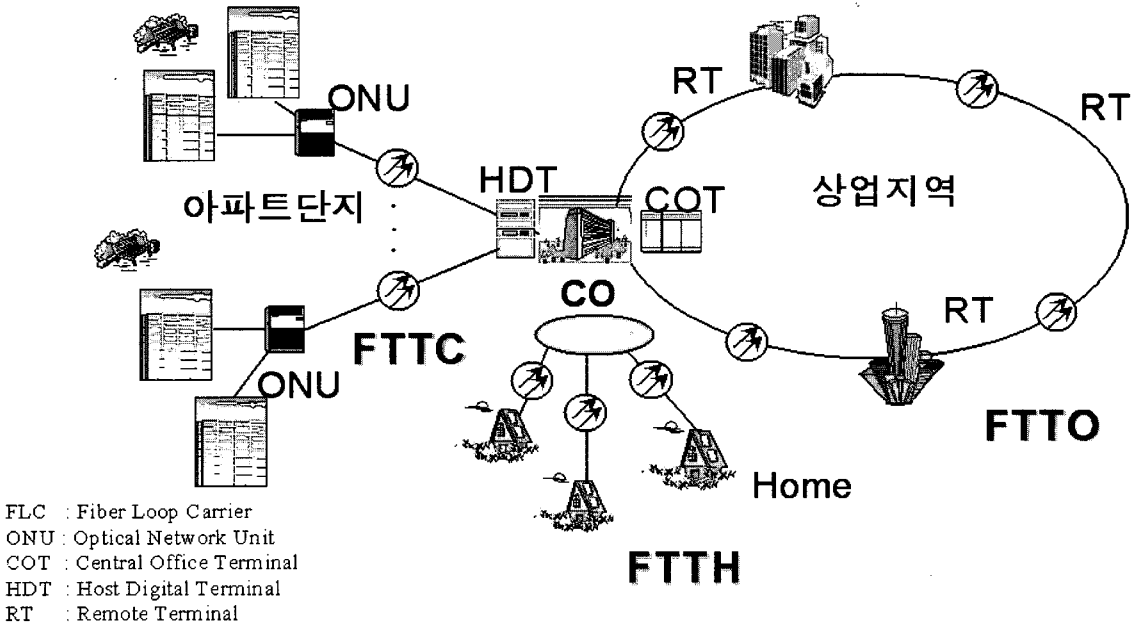 ONU
RT
RT
HDT
COT
아파트단지
상업지역
CO
RT
FTTC
ONU
FTTO
Home
FTTH
FLC : Fiber Loop Carrier
ONU : Optical Network Unit
COT : Central Office Terminal
HDT : Host Digital Terminal
RT : Remote Terminal